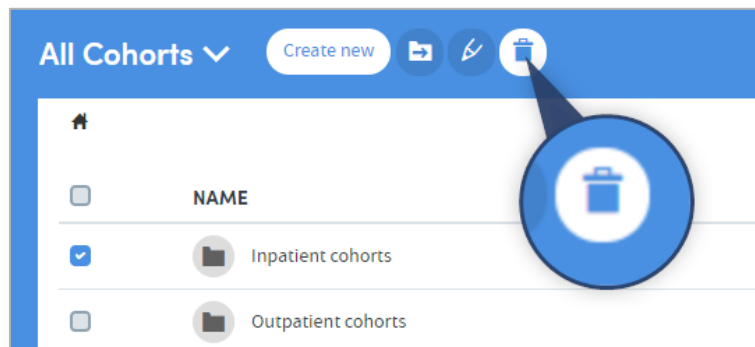 All Cohorts
Create new
NAME
Inpatient cohorts
Outpatient cohorts